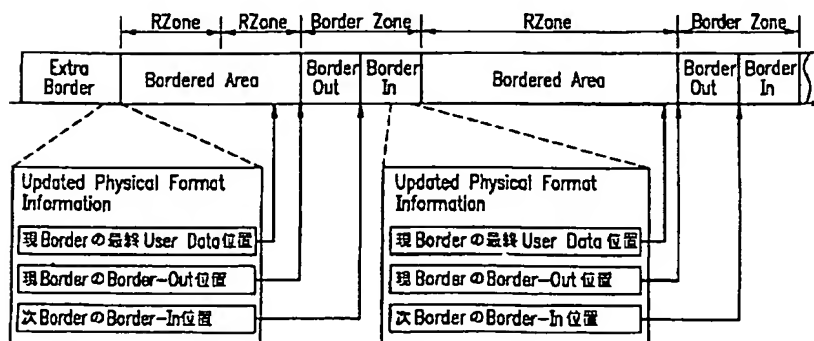 RZone RZone Border Zone RZone Border Zone
Extra Border
Bordered Area
Border Out
Border In
Bordered Area
Border Out
Border In
Updated Physical Format
Information
現Borderの最終User Data位置
現BorderのBorder-Out位置
次BorderのBorder-In位置
Updated Physical Format
Information
現Borderの最終User Data位置
現BorderのBorder-Out位置
次BorderのBorder-In位置